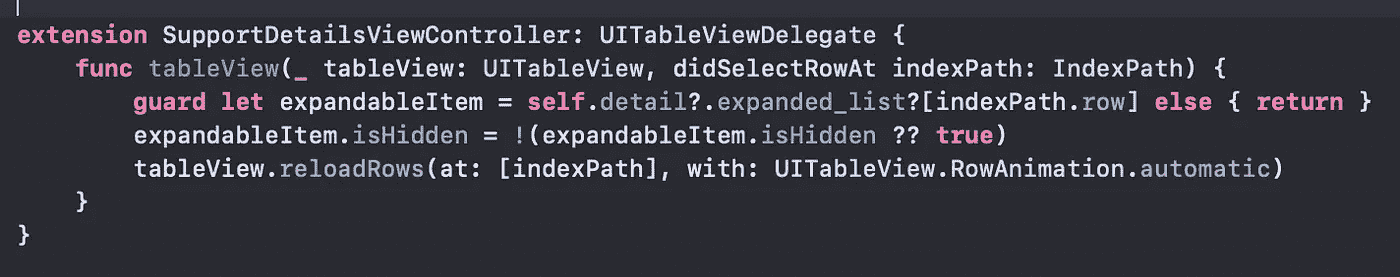 extension SupportDetailsViewController: UITableViewDelegate {
    func tableView(_ tableView: UITableView, didSelectRowAt indexPath: IndexPath) {
        guard let expandableItem = self.detail?.expanded_list?[indexPath.row] else { return }
        expandableItem.isHidden = !(expandableItem.isHidden ?? true)
        tableView.reloadRows(at: [indexPath], with: UITableView.RowAnimation.automatic)
    }
}